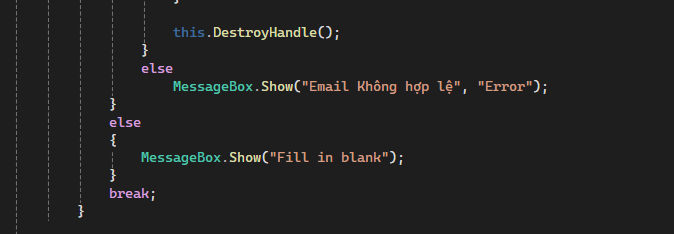 }
this.DestroyHandle();
}
else
MessageBox.Show("Email Không hợp lệ", "Error");
}
else
{
MessageBox.Show("Fill in blank");
}
break;
}